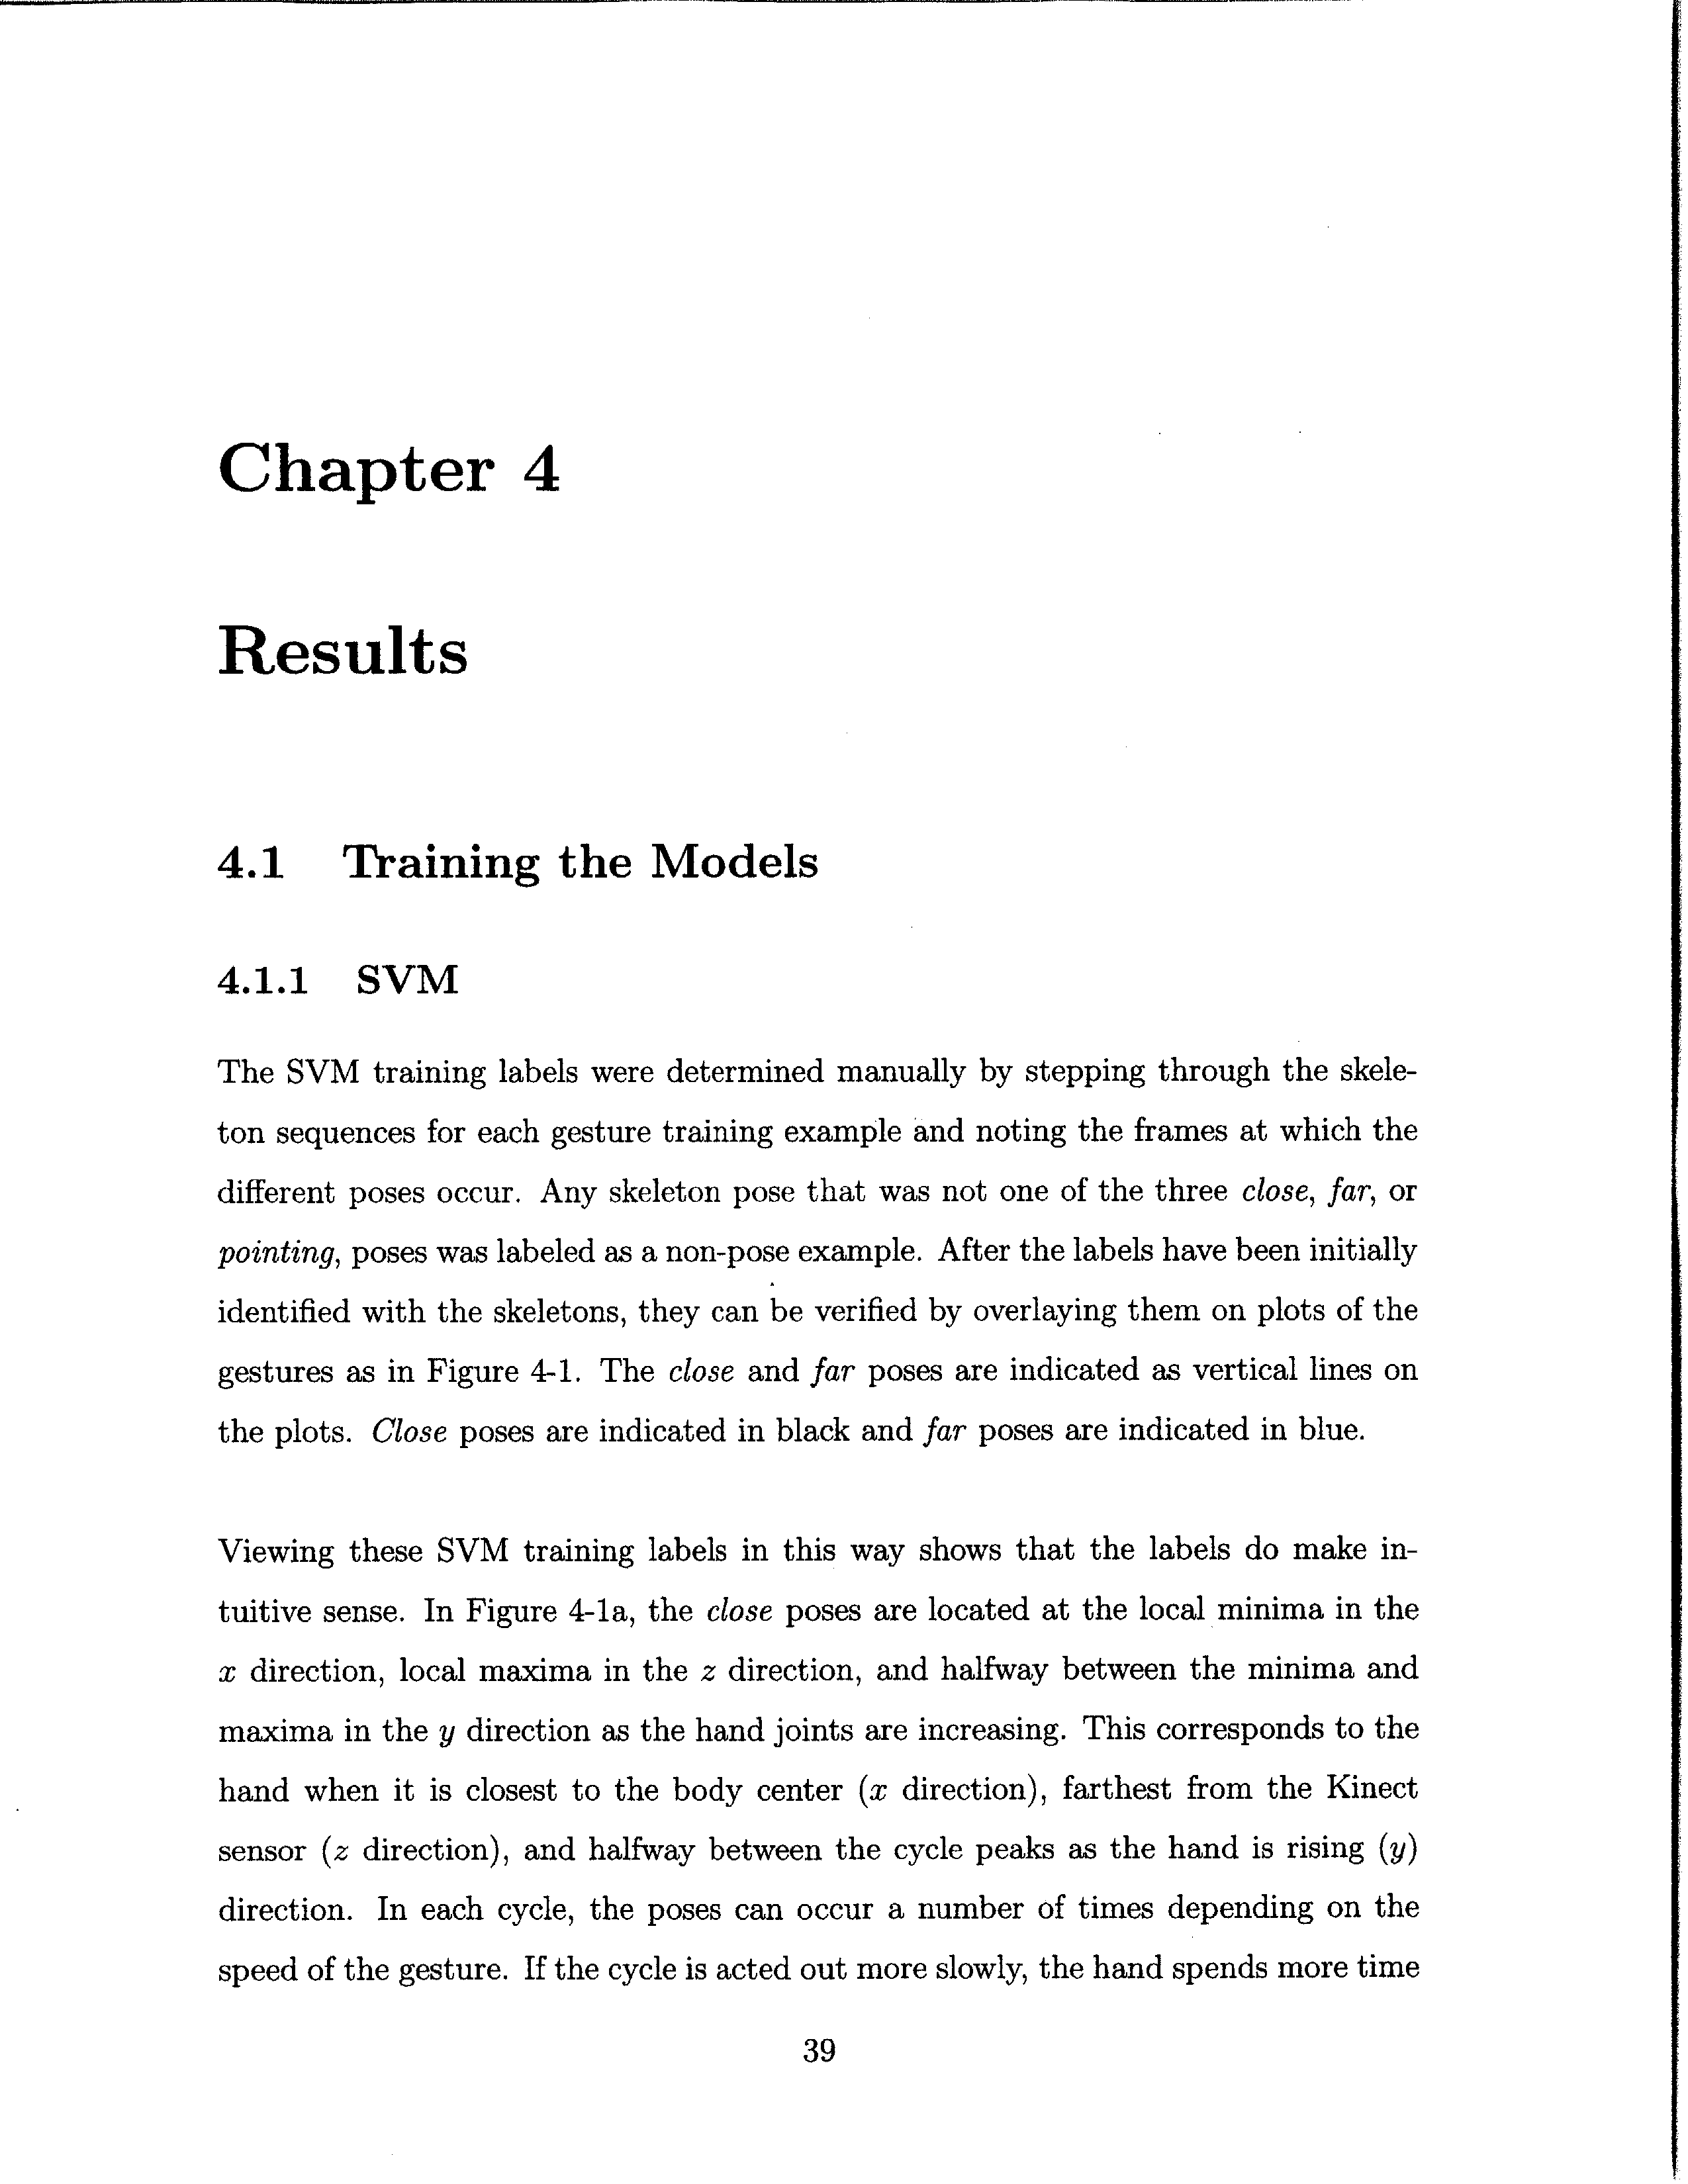 Chapter 4
Results
4.1 Training the Models
4.1.1 SVM
The SVM training labels were determined manually by stepping through the skele-
ton sequences for each gesture training example and noting the frames at which the
different poses occur. Any skeleton pose that was not one of the three close, far, or
pointing, poses was labeled as a non-pose example. After the labels have been initially
identified with the skeletons, they can be verified by overlaying them on plots of the
gestures as in Figure 4-1. The close and far poses are indicated as vertical lines on
the plots. Close poses are indicated in black and far poses are indicated in blue.
Viewing these SVM training labels in this way shows that the labels do make in-
tuitive sense. In Figure 4-1a, the close poses are located at the local minima in the
x direction, local maxima in the z direction, and halfway between the minima and
maxima in the y direction as the hand joints are increasing. This corresponds to the
hand when it is closest to the body center (x direction), farthest from the Kinect
sensor (z direction), and halfway between the cycle peaks as the hand is rising (y)
direction. In each cycle, the poses can occur a number of times depending on the
speed of the gesture. If the cycle is acted out more slowly, the hand spends more time
39